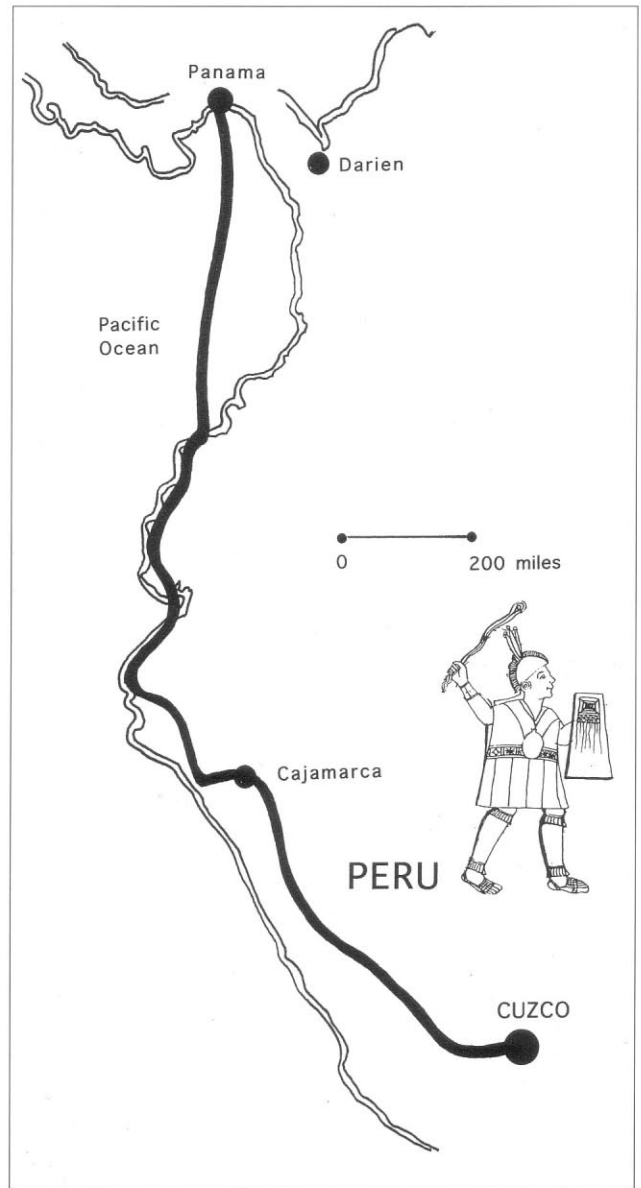 Panama
Darien
Pacific
Ocean
0 200 miles
Cajamarca
PERU
CUZCO